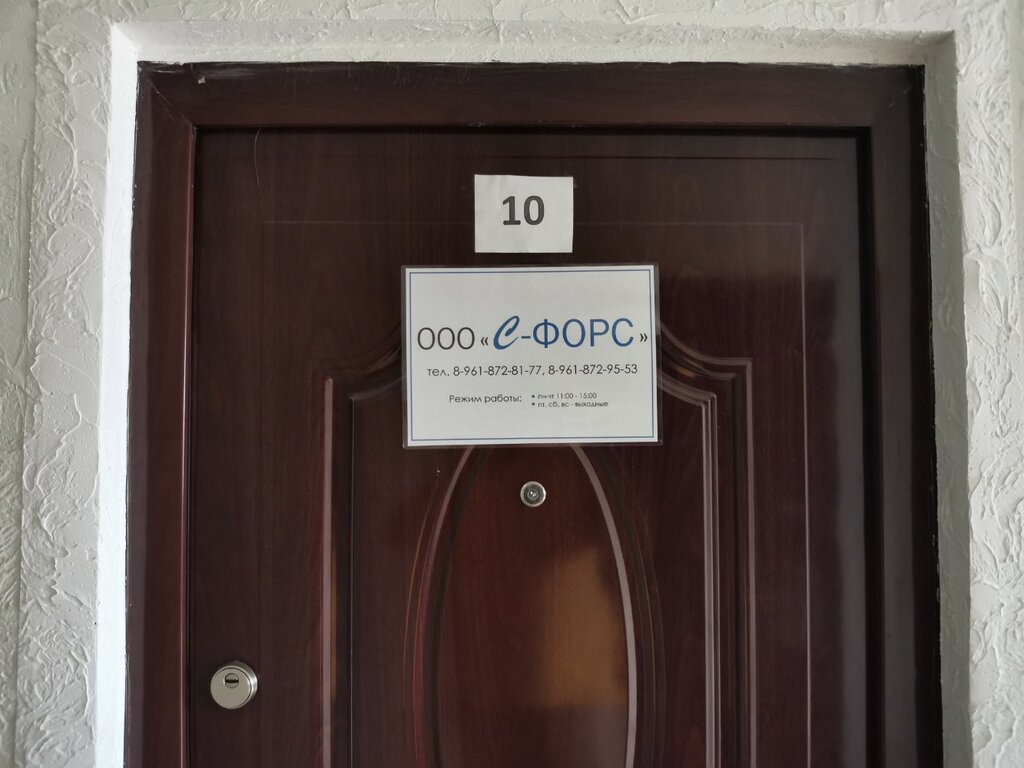 10
ООО «С-ФОРС»
тел. 8-961-872-81-77, 8-961-872-95-53
Режим работы: • пн-чт 11:00 - 15:00
• пт, сб, вс - выходные